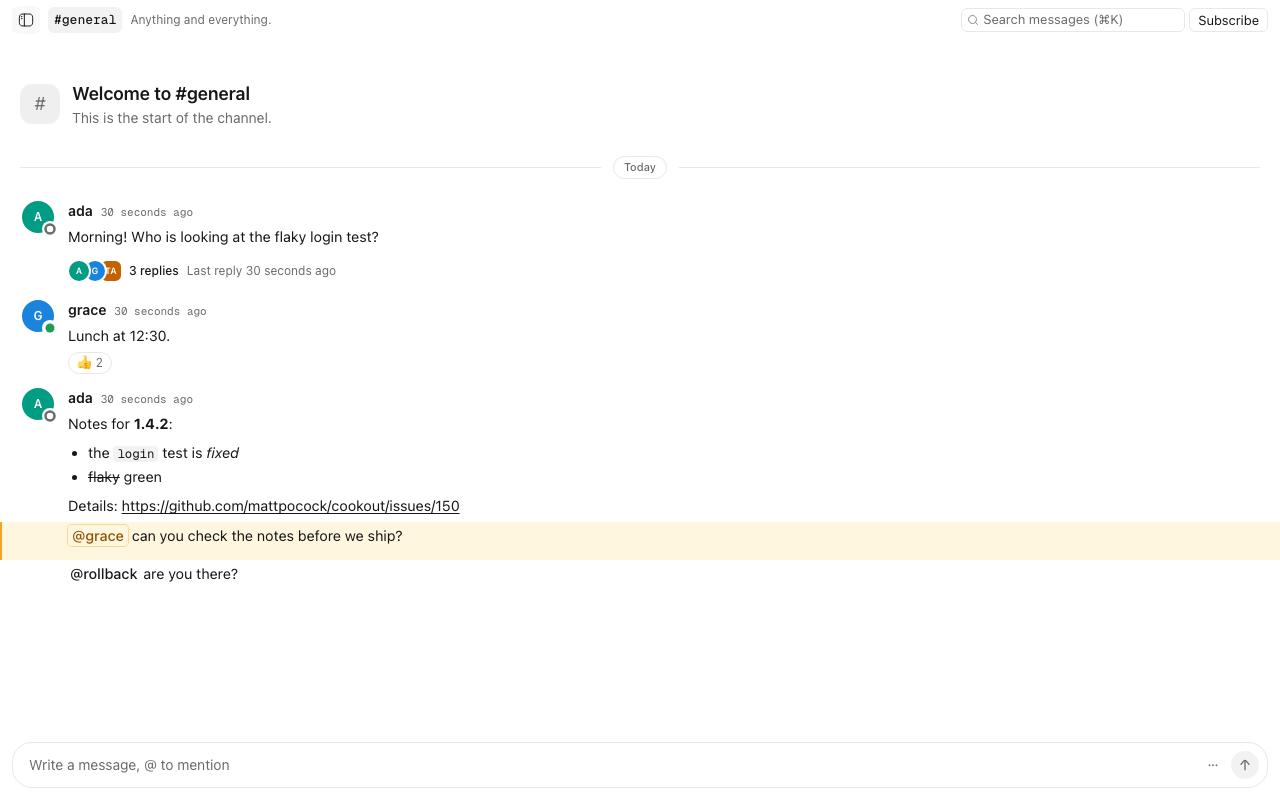 #general Anything and everything. Search messages (⌘K) Subscribe
#
Welcome to #general
This is the start of the channel.
Today
A ada 30 seconds ago
Morning! Who is looking at the flaky login test?
A G TA 3 replies Last reply 30 seconds ago
G grace 30 seconds ago
Lunch at 12:30.
👍 2
A ada 30 seconds ago
Notes for 1.4.2:
• the login test is fixed
• flaky green
Details: https://github.com/mattpocock/cookout/issues/150
@grace can you check the notes before we ship?
@rollback are you there?
Write a message, @ to mention